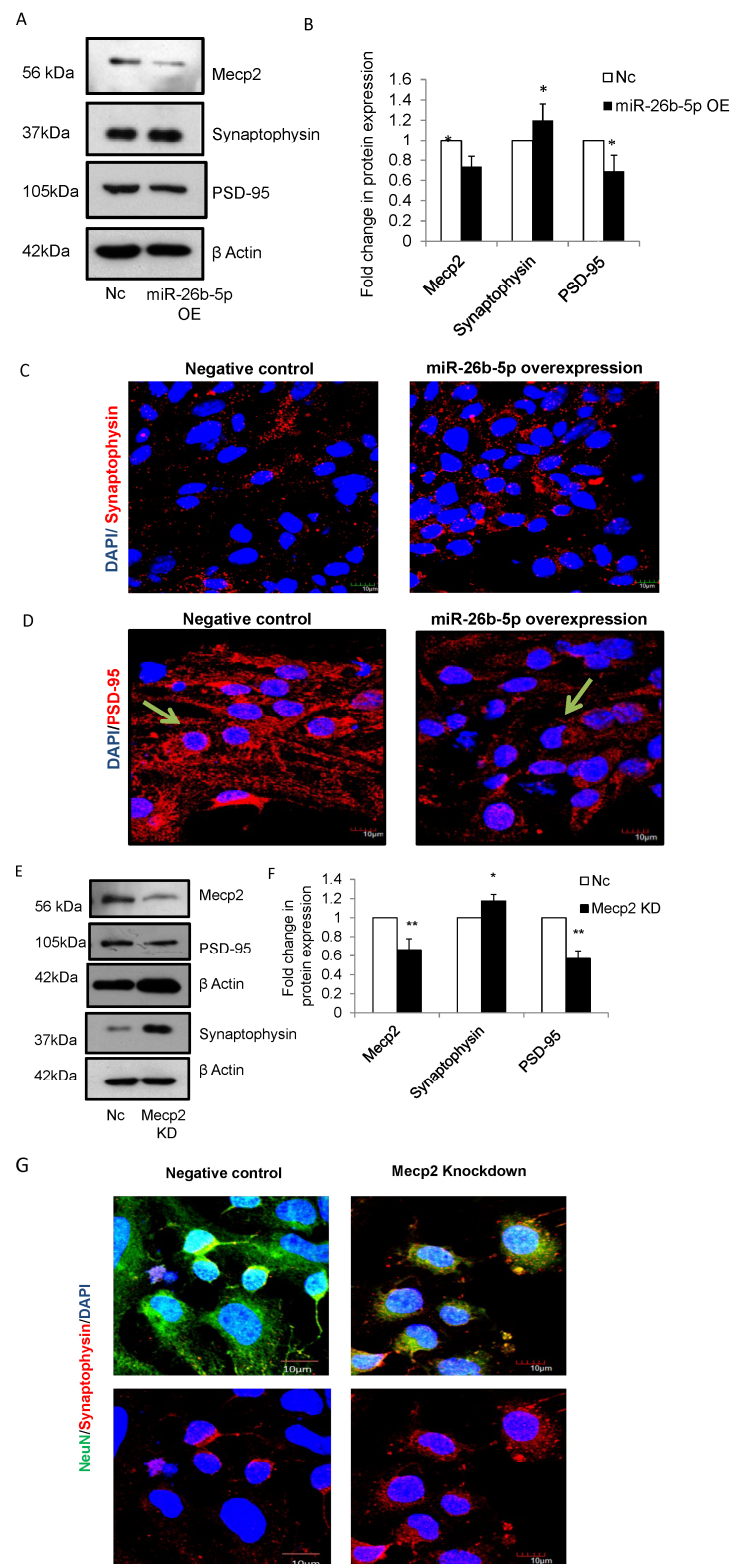 A
56 kDa
Mecp2
37kDa
Synaptophysin
105kDa
PSD-95
42kDa
β Actin
Nc
miR-26b-5p
OE
B
Fold change in protein expression
1.6
1.4
1.2
1
0.8
0.6
0.4
0.2
0
*
*
*
Nc
miR-26b-5p OE
Mecp2
Synaptophysin
PSD-95
C
Negative control
miR-26b-5p overexpression
DAPI/ Synaptophysin
10µm
10µm
D
Negative control
miR-26b-5p overexpression
DAPI/PSD-95
10µm
10µm
E
56 kDa
Mecp2
105kDa
PSD-95
42kDa
β Actin
37kDa
Synaptophysin
42kDa
β Actin
Nc
Mecp2
KD
F
Fold change in
protein expression
1.4
1.2
1
0.8
0.6
0.4
0.2
0
**
*
**
Nc
Mecp2 KD
Mecp2
Synaptophysin
PSD-95
G
Negative control
Mecp2 Knockdown
NeuN/Synaptophysin/DAPI
10µm
10µm
10µm
10µm